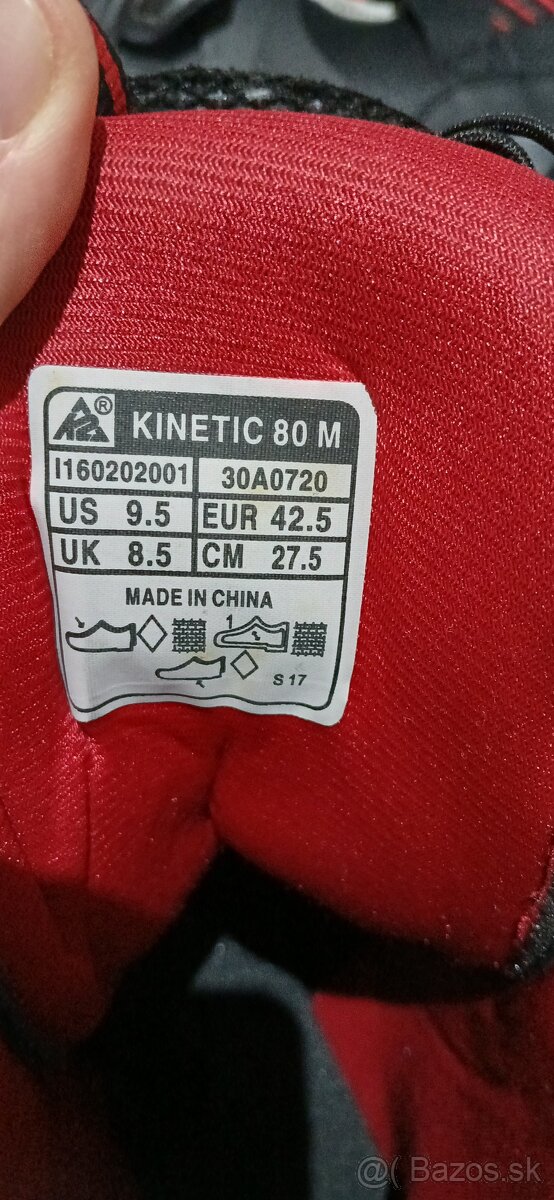 K2® KINETIC 80 M
I160202001 30A0720
US 9.5 EUR 42.5
UK 8.5 CM 27.5
MADE IN CHINA
1
S 17
@( Bazos.sk